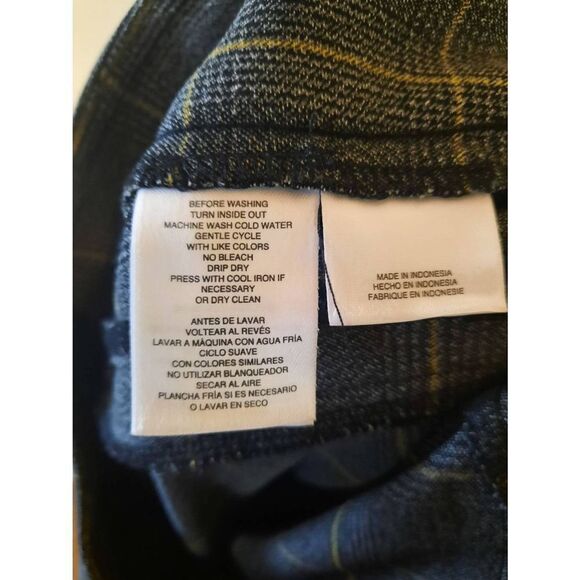 BEFORE WASHING
TURN INSIDE OUT
MACHINE WASH COLD WATER
GENTLE CYCLE
WITH LIKE COLORS
NO BLEACH
DRIP DRY
PRESS WITH COOL IRON IF
NECESSARY
OR DRY CLEAN
ANTES DE LAVAR
VOLTEAR AL REVÉS
LAVAR A MÀQUINA CON AGUA FRÍA
CICLO SUAVE
CON COLORES SIMILARES
NO UTILIZAR BLANQUEADOR
SECAR AL AIRE
PLANCHA FRÍA SI ES NECESARIO
O LAVAR EN SECO
MADE IN INDONESIA
HECHO EN INDONESIA
FABRIQUE EN INDONESIE